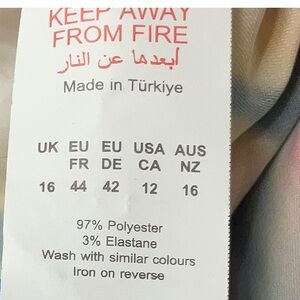 KEEP AWAY
FROM FIRE
أبعدها عن النار
Made in Türkiye
UK EU EU USA AUS
FR DE CA NZ
16 44 42 12 16
97% Polyester
3% Elastane
Wash with similar colours
Iron on reverse